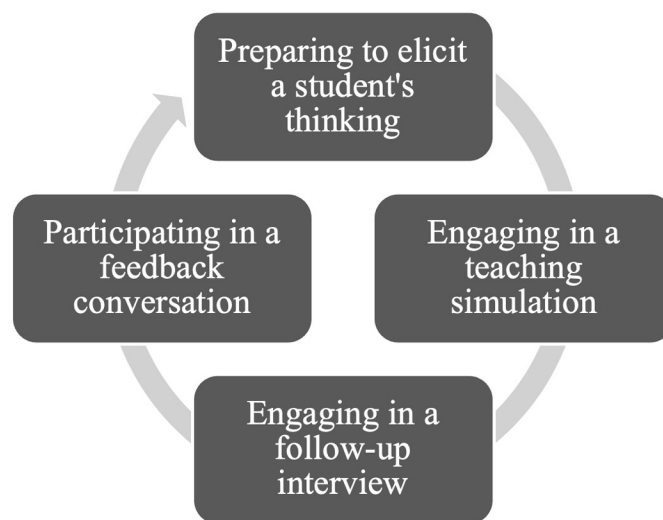 Preparing to elicit
a student's
thinking
Engaging in a
teaching
simulation
Engaging in a
follow-up
interview
Participating in a
feedback
conversation